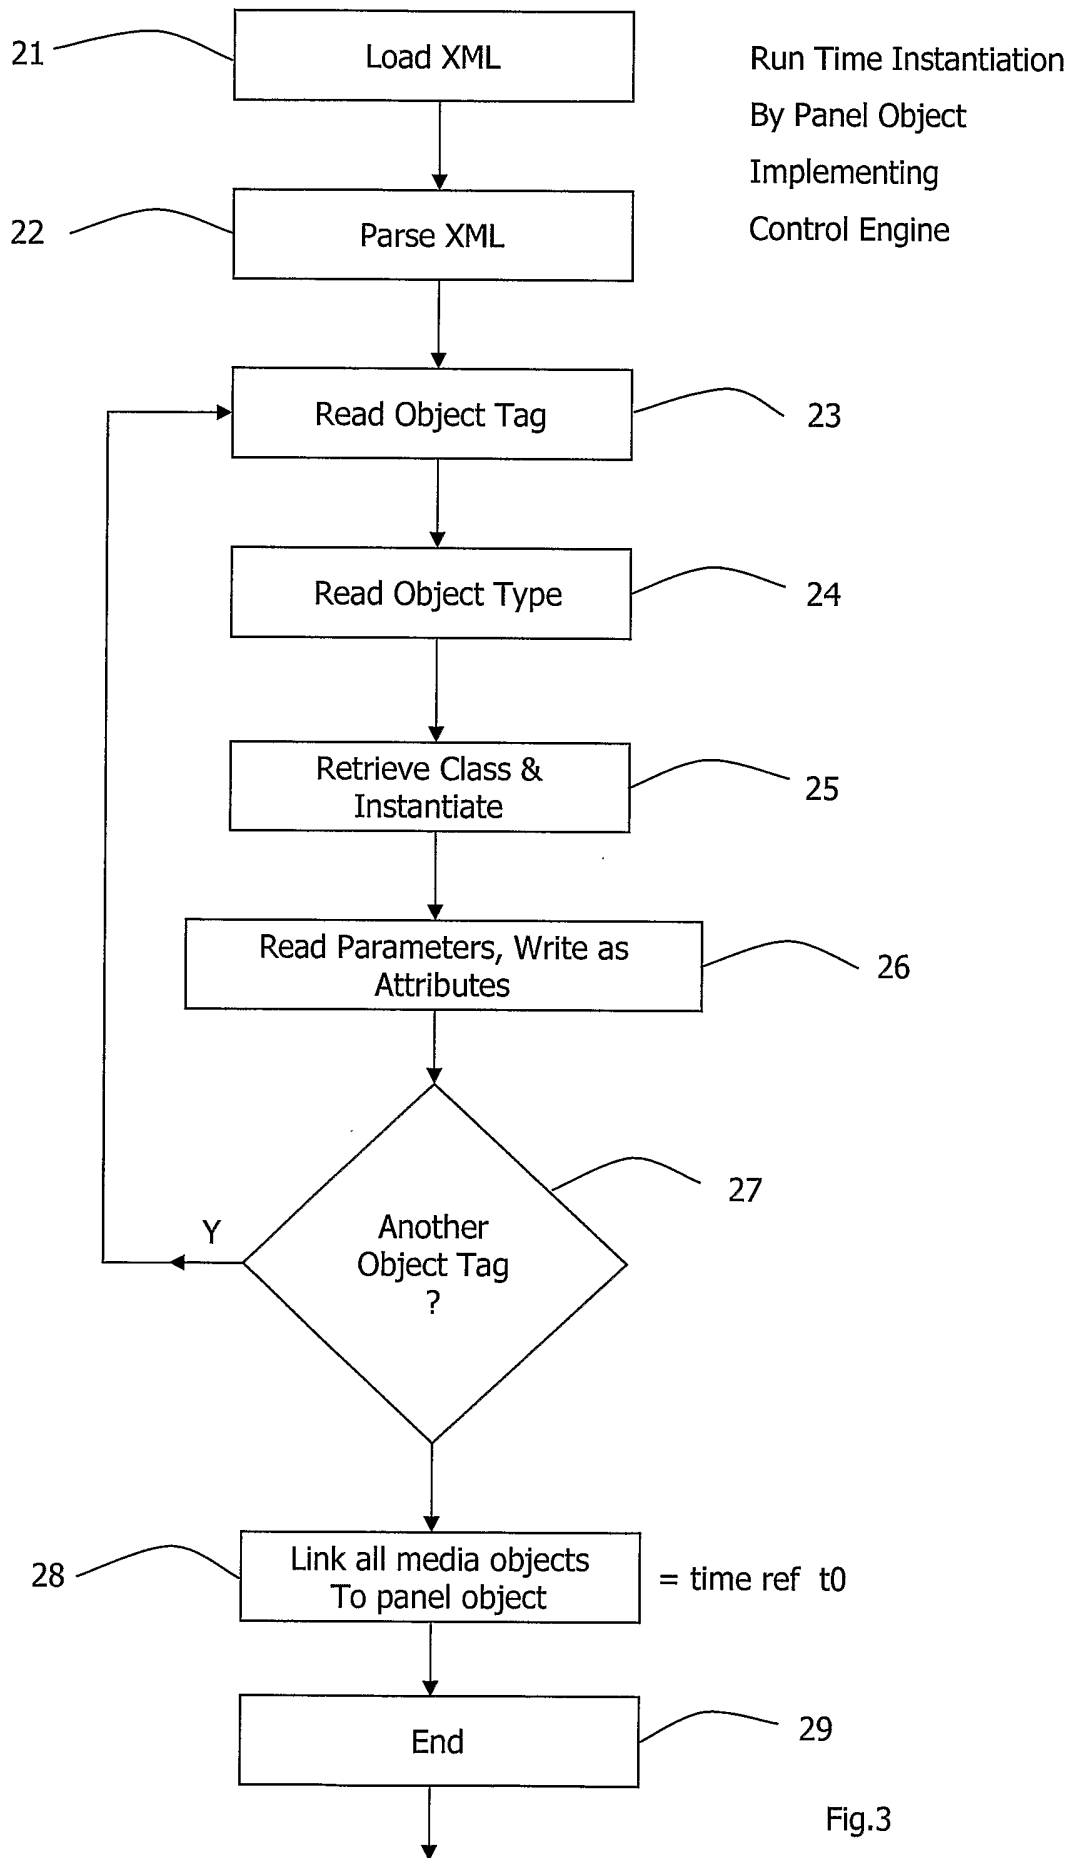 21
Load XML
Run Time Instantiation
By Panel Object
Implementing
Control Engine
22
Parse XML
Read Object Tag
23
Read Object Type
24
Retrieve Class &
Instantiate
25
Read Parameters, Write as
Attributes
26
27
Y
Another
Object Tag
?
28
Link all media objects
To panel object
= time ref t0
End
29
Fig.3